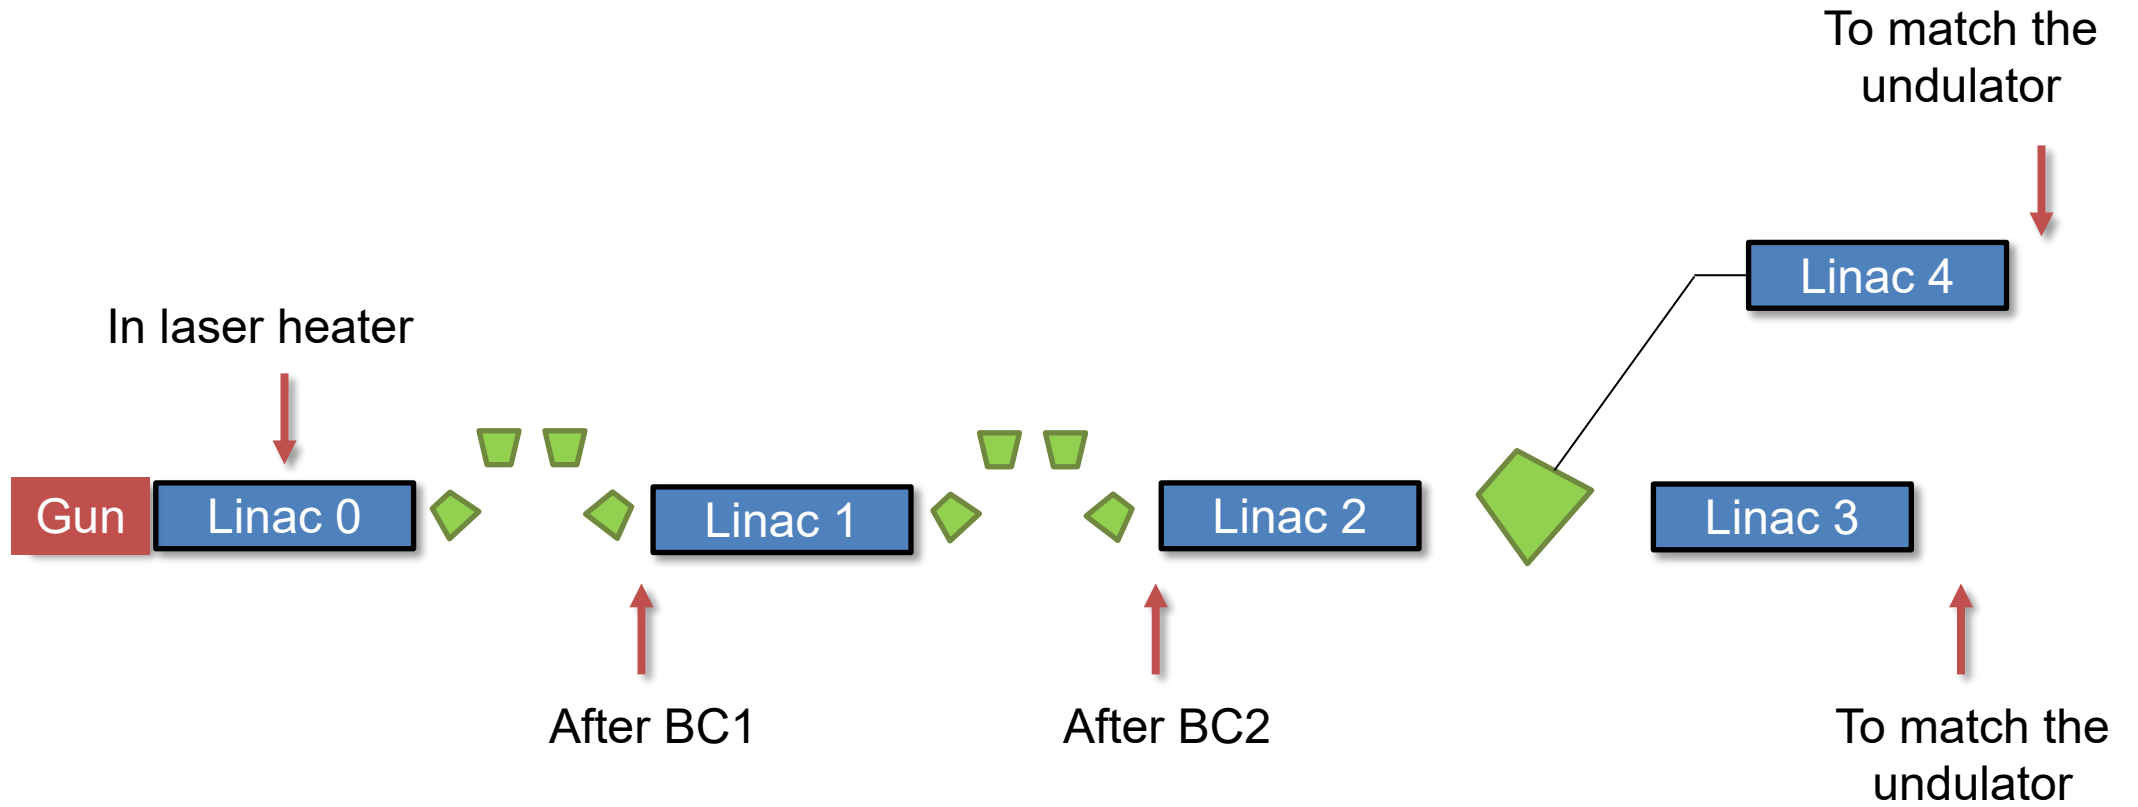 To match the
undulator
Linac 4
In laser heater
Gun
Linac 0
Linac 1
Linac 2
Linac 3
After BC1
After BC2
To match the
undulator